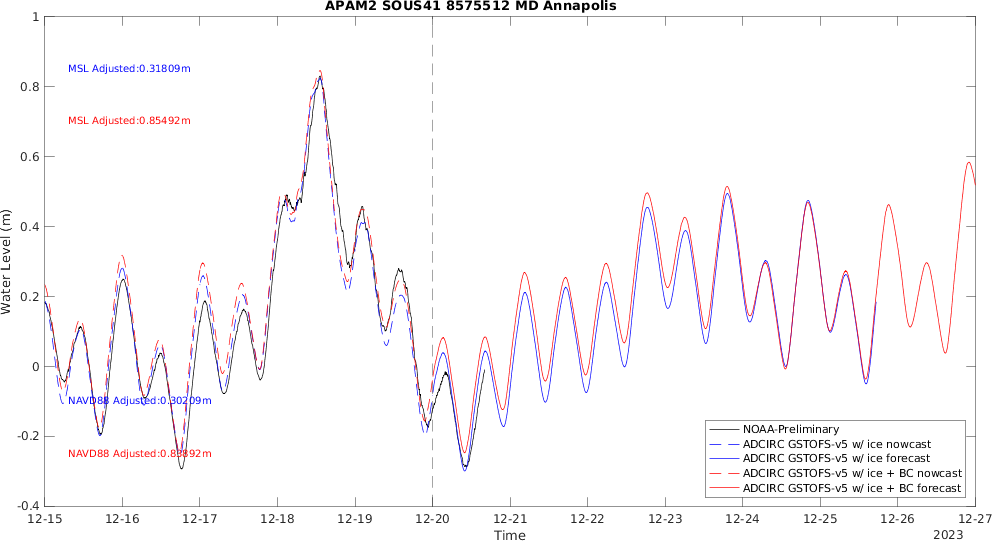 APAM2 SOUS41 8575512 MD Annapolis
1
0.8
0.6
0.4
0.2
0
-0.2
-0.4
Water Level (m)
MSL Adjusted:0.31809m
MSL Adjusted:0.85492m
NAVD88 Adjusted:0.30209m
NAVD88 Adjusted:0.83892m
NOAA-Preliminary
ADCIRC GSTOFS-v5 w/ ice nowcast
ADCIRC GSTOFS-v5 w/ ice forecast
ADCIRC GSTOFS-v5 w/ ice + BC nowcast
ADCIRC GSTOFS-v5 w/ ice + BC forecast
12-15 12-16 12-17 12-18 12-19 12-20 12-21 12-22 12-23 12-24 12-25 12-26 12-27
Time
2023